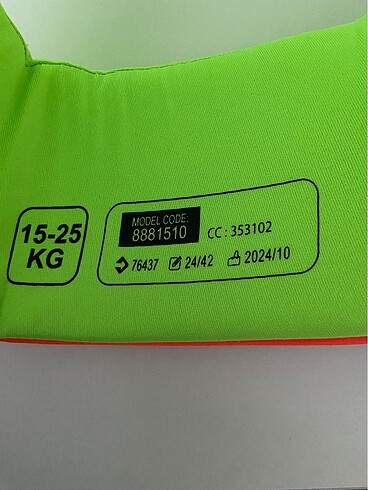 15-25
KG
MODEL CODE:
8881510
CC : 353102
76437 24/42 2024/10